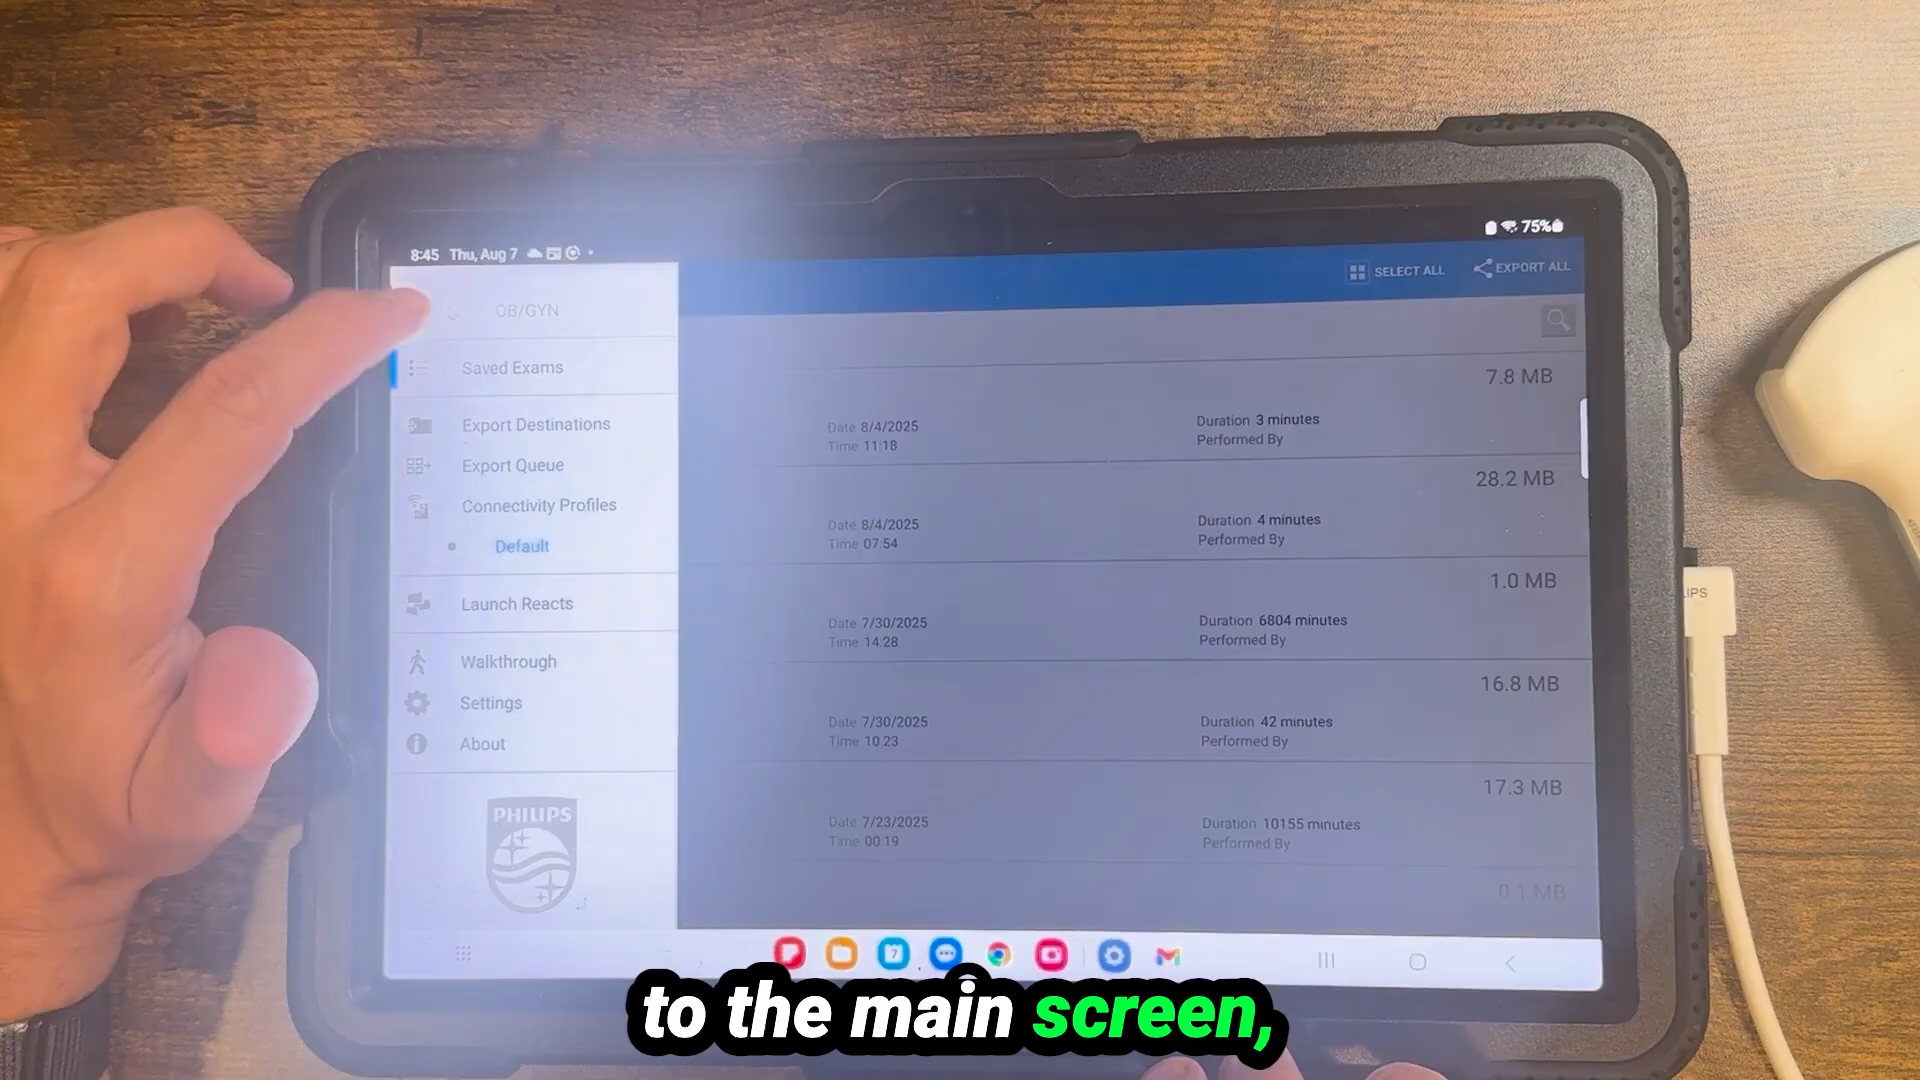 8:45 Thu, Aug 7
75%
SELECT ALL
EXPORT ALL
OB/GYN
Saved Exams
Export Destinations
Export Queue
Connectivity Profiles
Default
Launch Reacts
Walkthrough
Settings
About
PHILIPS
7.8 MB
Date 8/4/2025
Time 11:18
Duration 3 minutes
Performed By
28.2 MB
Date 8/4/2025
Time 07:54
Duration 4 minutes
Performed By
1.0 MB
Date 7/30/2025
Time 14:28
Duration 6804 minutes
Performed By
16.8 MB
Date 7/30/2025
Time 10:23
Duration 42 minutes
Performed By
17.3 MB
Date 7/23/2025
Time 00:19
Duration 10155 minutes
Performed By
0.1 MB
7
LIPS
to the main screen,